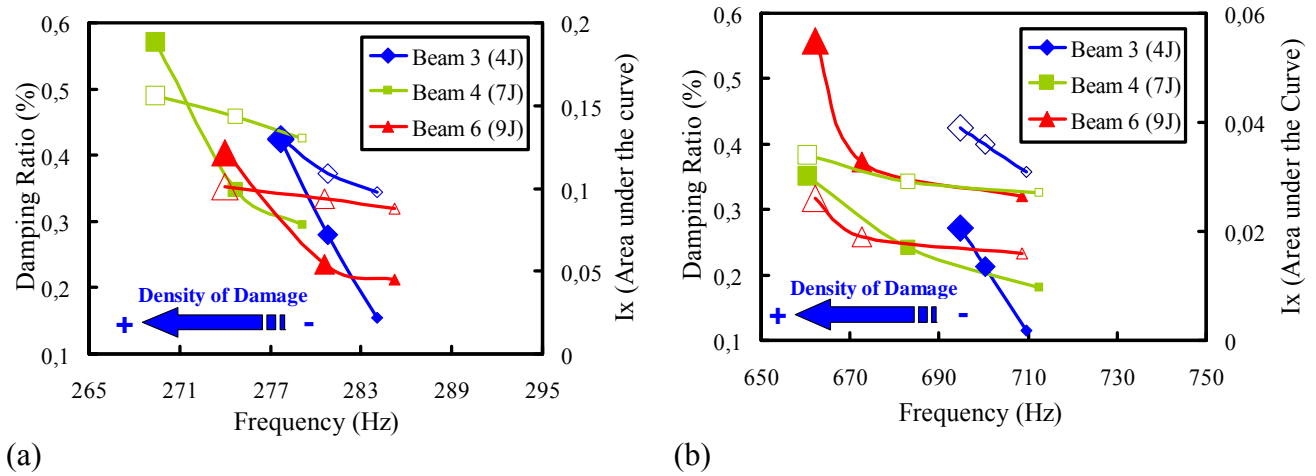 0,6
0,5
0,4
0,3
0,2
0,1
Damping Ratio (%)
0,2
0,15
0,1
0,05
0
Ix (Area under the curve)
Beam 3 (4J)
Beam 4 (7J)
Beam 6 (9J)
Density of Damage
+ -
265 271 277 283 289 295
Frequency (Hz)
(a)
0,6
0,5
0,4
0,3
0,2
0,1
Damping Ratio (%)
0,06
0,04
0,02
0
Ix (Area under the Curve)
Beam 3 (4J)
Beam 4 (7J)
Beam 6 (9J)
Density of Damage
+ -
650 670 690 710 730 750
Frequency (Hz)
(b)